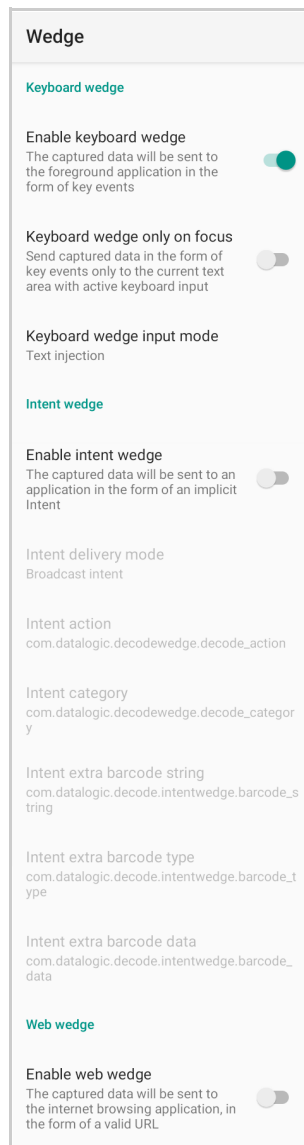 Wedge
Keyboard wedge
Enable keyboard wedge
The captured data will be sent to
the foreground application in the
form of key events
Keyboard wedge only on focus
Send captured data in the form of
key events only to the current text
area with active keyboard input
Keyboard wedge input mode
Text injection
Intent wedge
Enable intent wedge
The captured data will be sent to an
application in the form of an implicit
Intent
Intent delivery mode
Broadcast intent
Intent action
com.datalogic.decodewedge.decode_action
Intent category
com.datalogic.decodewedge.decode_categor
y
Intent extra barcode string
com.datalogic.decode.intentwedge.barcode_s
tring
Intent extra barcode type
com.datalogic.decode.intentwedge.barcode_t
ype
Intent extra barcode data
com.datalogic.decode.intentwedge.barcode_
data
Web wedge
Enable web wedge
The captured data will be sent to
the internet browsing application, in
the form of a valid URL